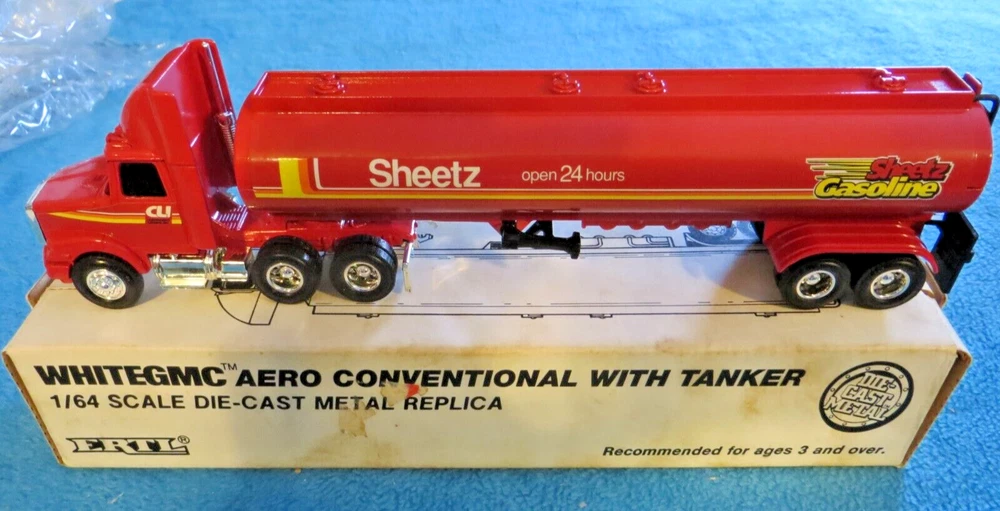 CLI
Sheetz open 24 hours
Sheetz
Gasoline
WHITEGMC™ AERO CONVENTIONAL WITH TANKER
1/64 SCALE DIE-CAST METAL REPLICA
ERTL®
DIE-
CAST
METAL
Recommended for ages 3 and over.